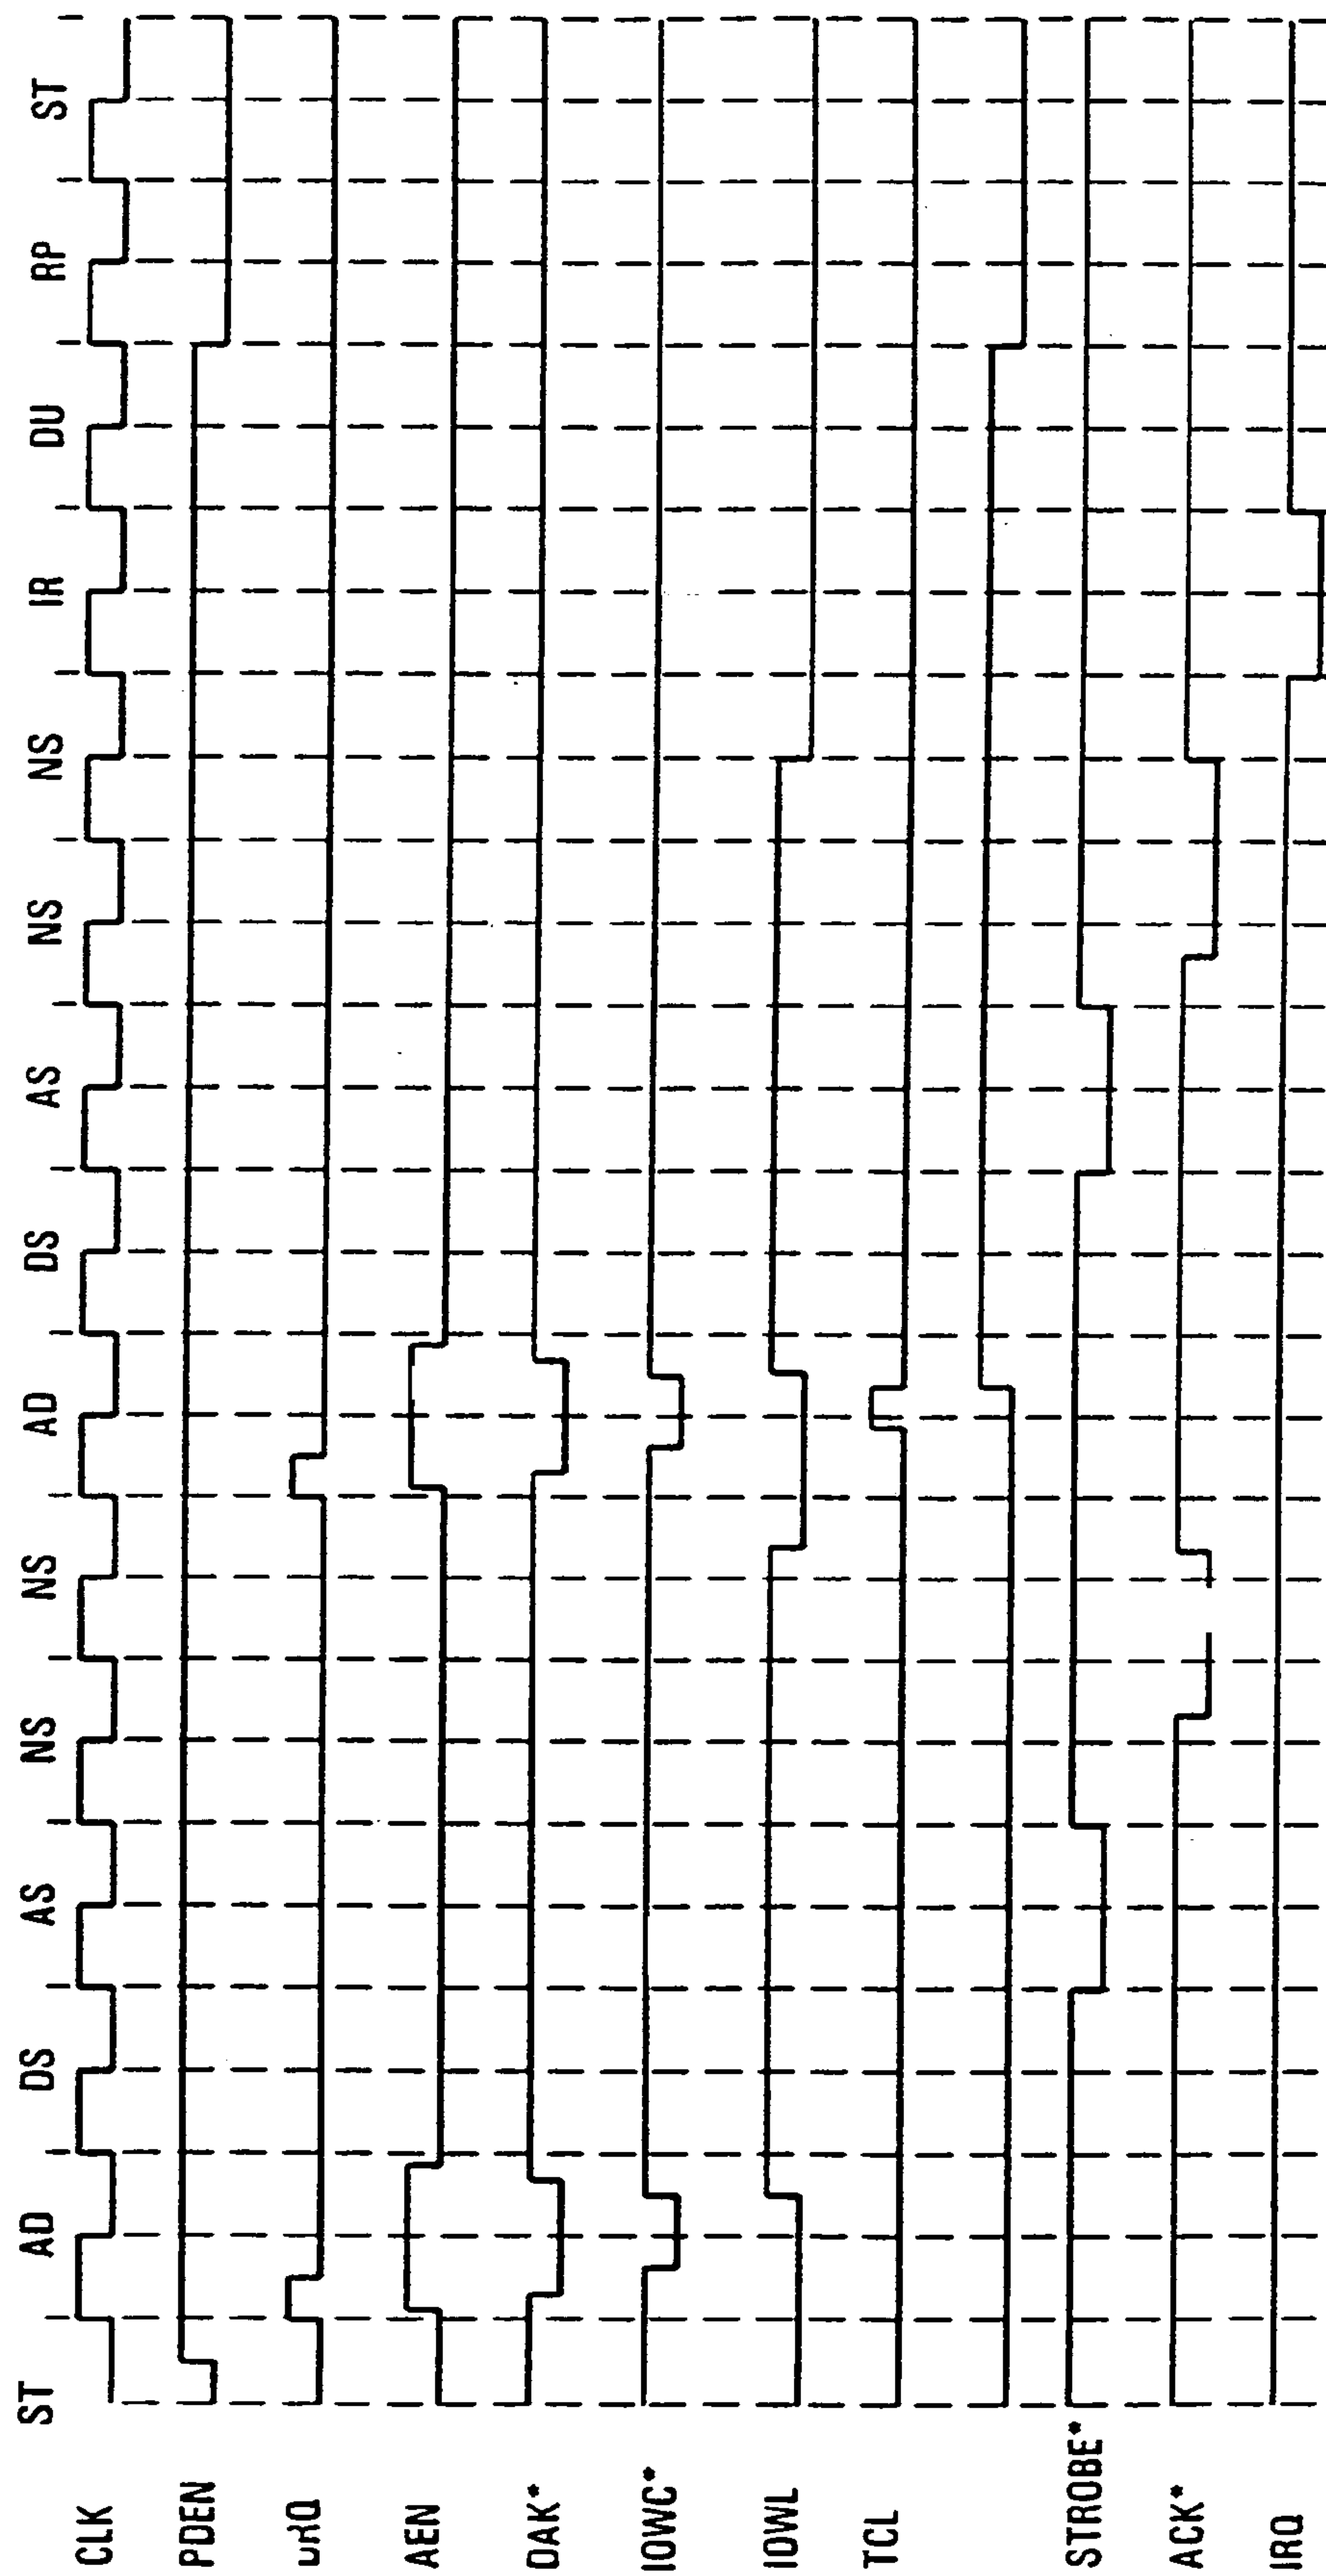 ST AD DS AS NS NS AD DS AS NS NS IR DU RP ST
CLK
PDEN
DRQ
AEN
DAK*
IOWC*
IOWL
TCL
STROBE*
ACK*
IRQ